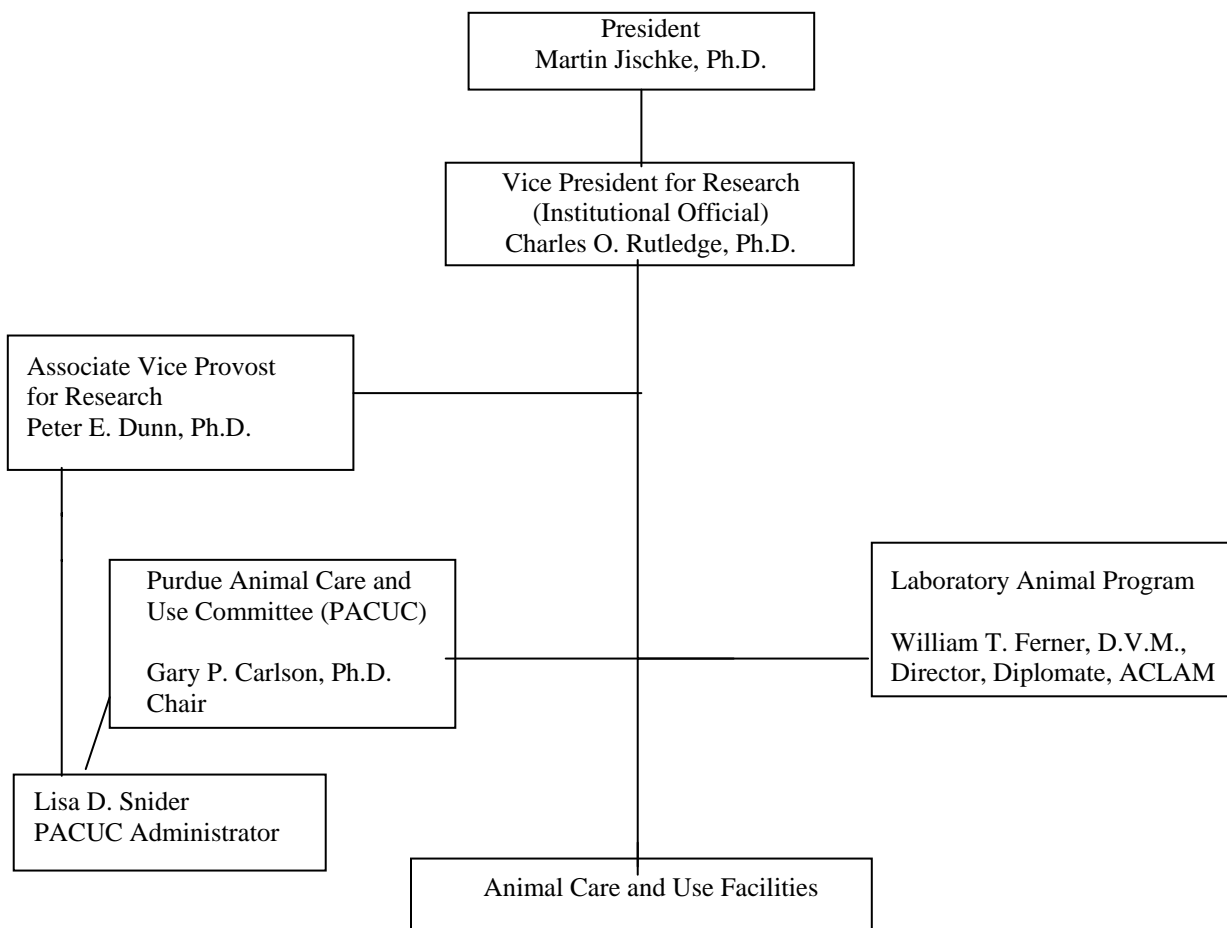 President
Martin Jischke, Ph.D.
Vice President for Research
(Institutional Official)
Charles O. Rutledge, Ph.D.
Associate Vice Provost
for Research
Peter E. Dunn, Ph.D.
Purdue Animal Care and
Use Committee (PACUC)
Gary P. Carlson, Ph.D.
Chair
Laboratory Animal Program
William T. Ferner, D.V.M.,
Director, Diplomate, ACLAM
Lisa D. Snider
PACUC Administrator
Animal Care and Use Facilities